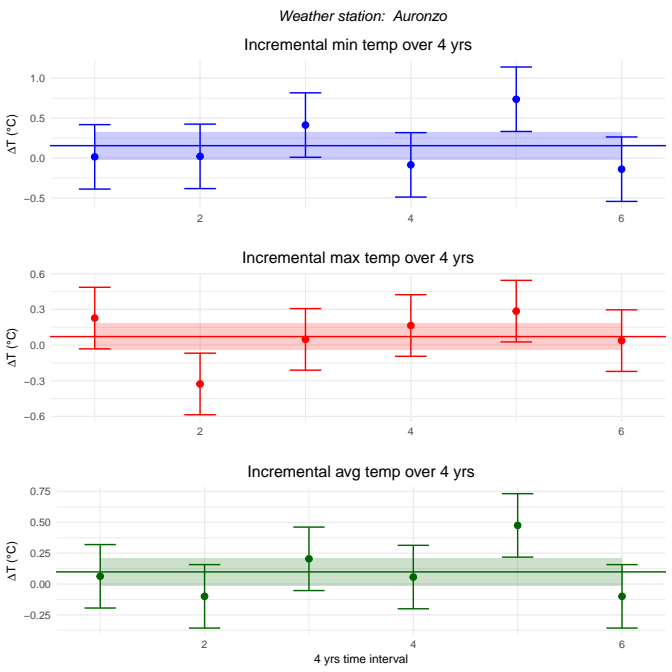 Weather station:  Auronzo
Incremental min temp over 4 yrs
ΔT (°C)
1.0
0.5
0.0
−0.5
2
4
6
Incremental max temp over 4 yrs
ΔT (°C)
0.6
0.3
0.0
−0.3
−0.6
2
4
6
Incremental avg temp over 4 yrs
ΔT (°C)
0.75
0.50
0.25
0.00
−0.25
2
4
6
4 yrs time interval